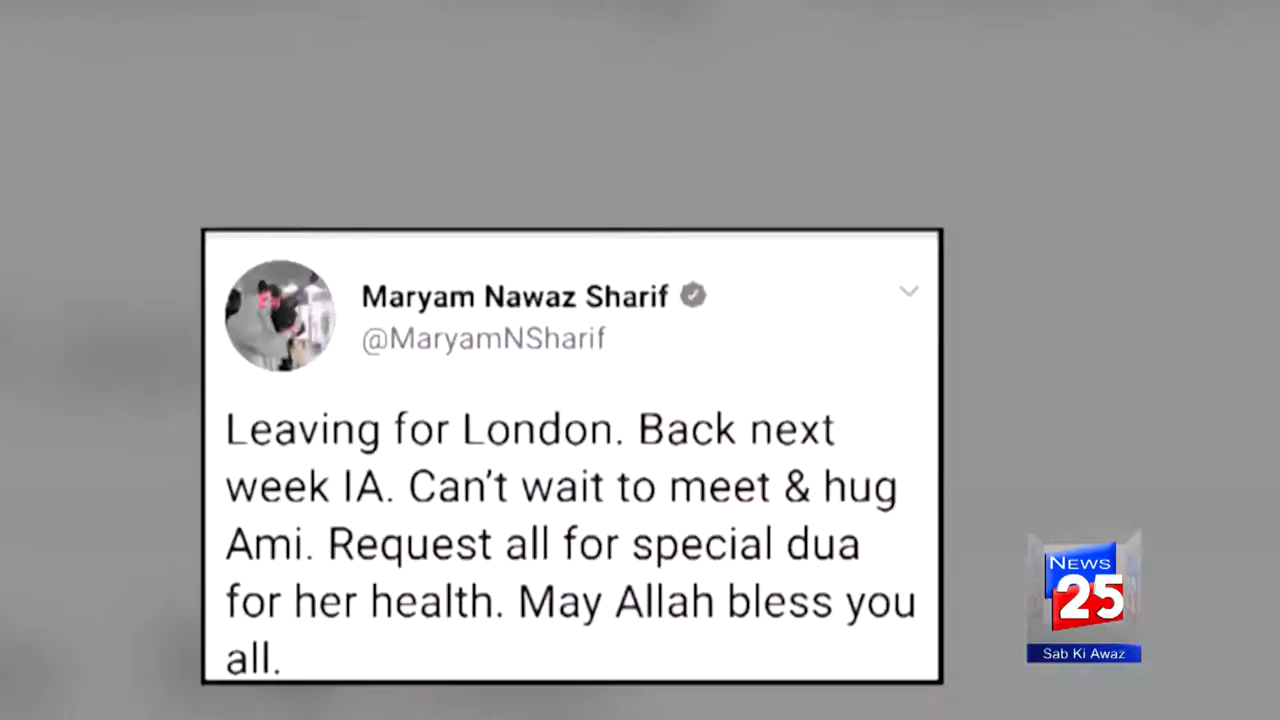 Maryam Nawaz Sharif
@MaryamNSharif
Leaving for London. Back next
week IA. Can't wait to meet & hug
Ami. Request all for special dua
for her health. May Allah bless you
all.
NEWS
25
Sab Ki Awaz